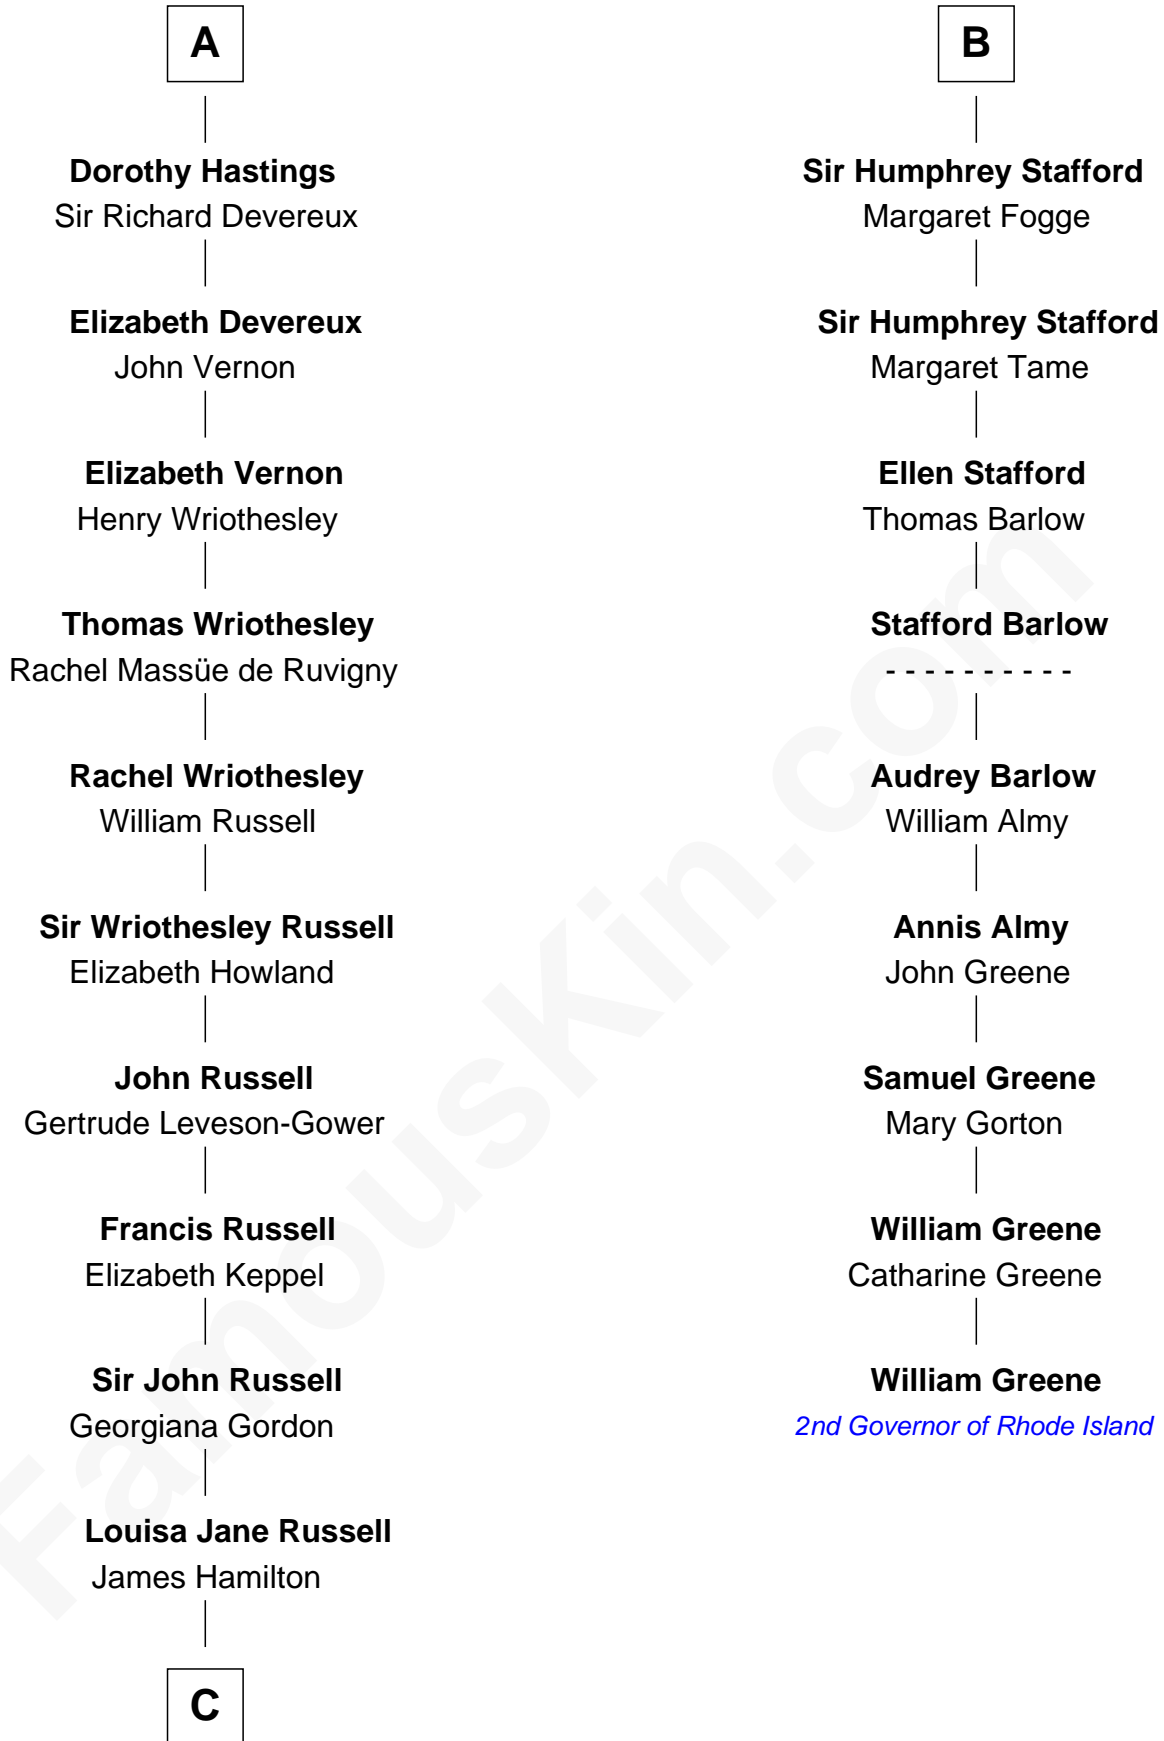 A
Dorothy Hastings
Sir Richard Devereux
Elizabeth Devereux
John Vernon
Elizabeth Vernon
Henry Wriothesley
Thomas Wriothesley
Rachel Massüe de Ruvigny
Rachel Wriothesley
William Russell
Sir Wriothesley Russell
Elizabeth Howland
John Russell
Gertrude Leveson-Gower
Francis Russell
Elizabeth Keppel
Sir John Russell
Georgiana Gordon
Louisa Jane Russell
James Hamilton
C
B
Sir Humphrey Stafford
Margaret Fogge
Sir Humphrey Stafford
Margaret Tame
Ellen Stafford
Thomas Barlow
Stafford Barlow
- - - - - - - - - -
Audrey Barlow
William Almy
Annis Almy
John Greene
Samuel Greene
Mary Gorton
William Greene
Catharine Greene
William Greene
2nd Governor of Rhode Island
FamousKin.com